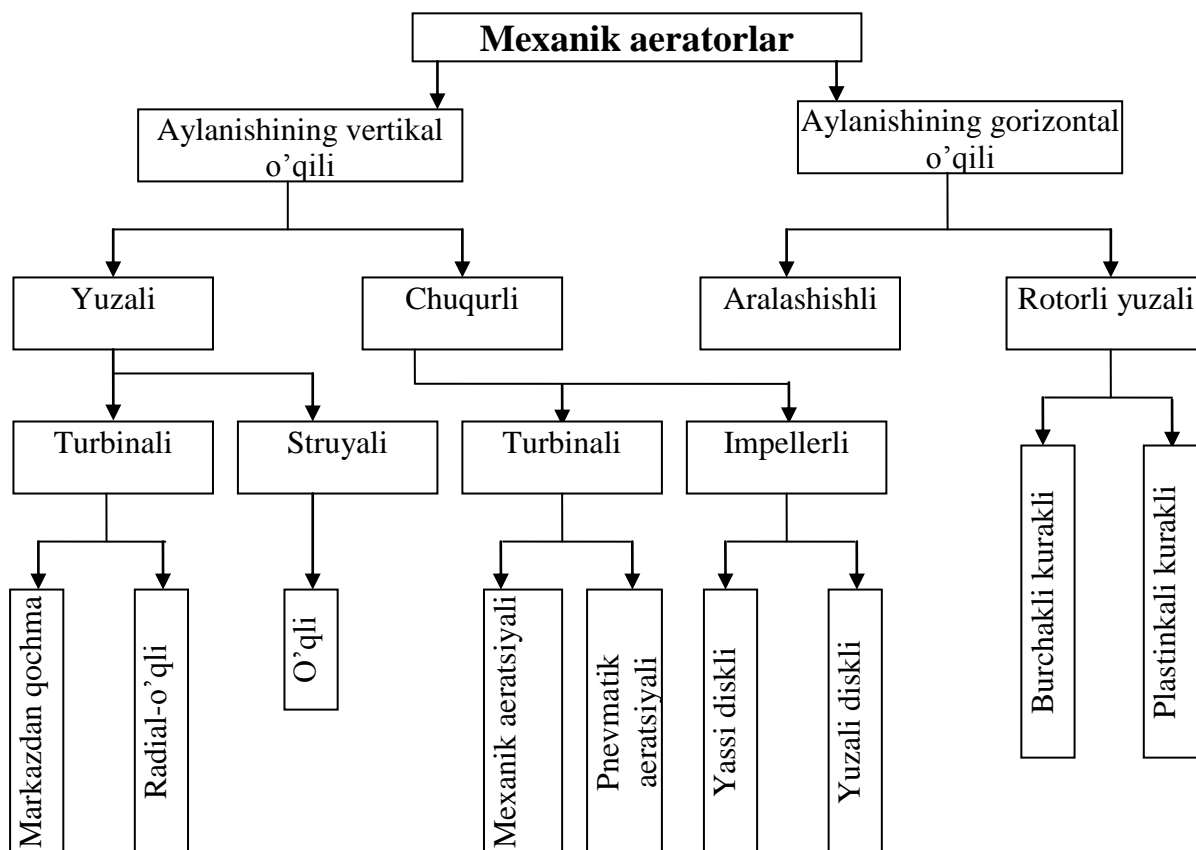 Mexanik aeratorlar
Aylanishining vertikal
o’qili
Aylanishining gorizontal
o’qili
Yuzali
Chuqurli
Aralashishli
Rotorli yuzali
Turbinali
Struyali
Turbinali
Impellerli
Burchakli kurakli
Plastinkali kurakli
Markazdan qochma
Radial-o’qli
O’qli
Mexanik aeratsiyali
Pnevmatik
aeratsiyali
Yassi diskli
Yuzali diskli